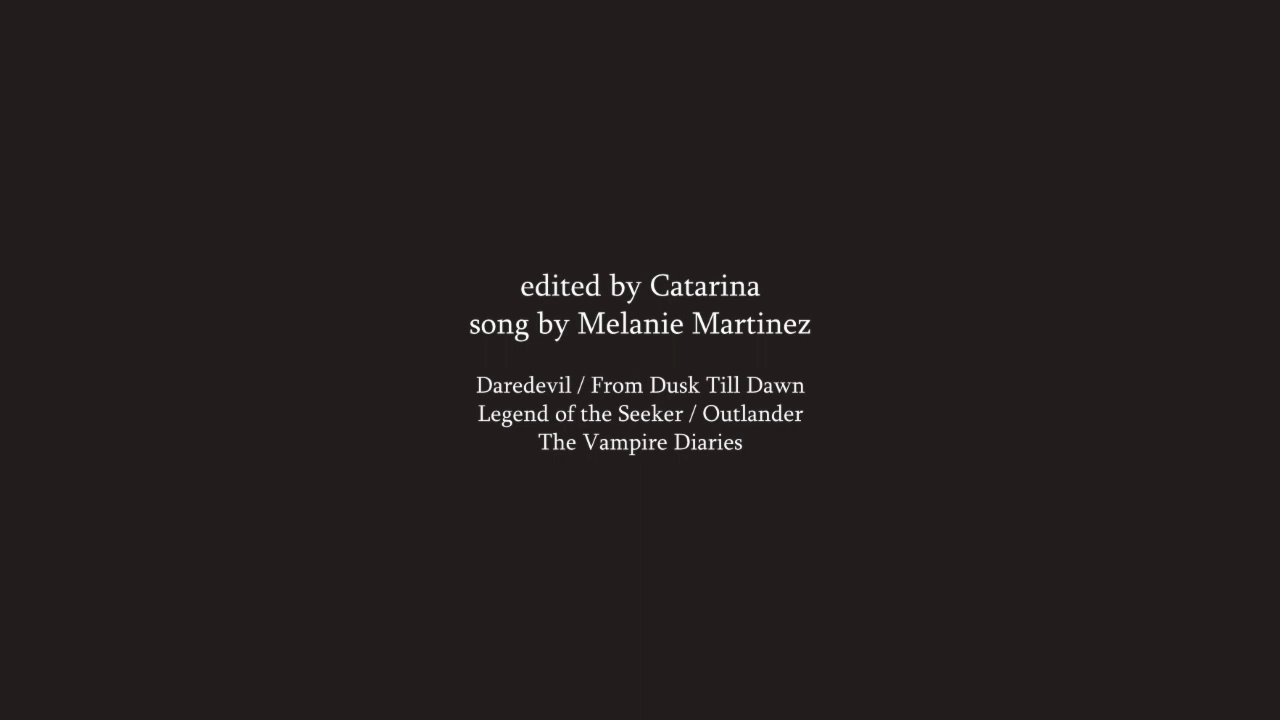 edited by Catarina
song by Melanie Martinez
Daredevil / From Dusk Till Dawn
Legend of the Seeker / Outlander
The Vampire Diaries